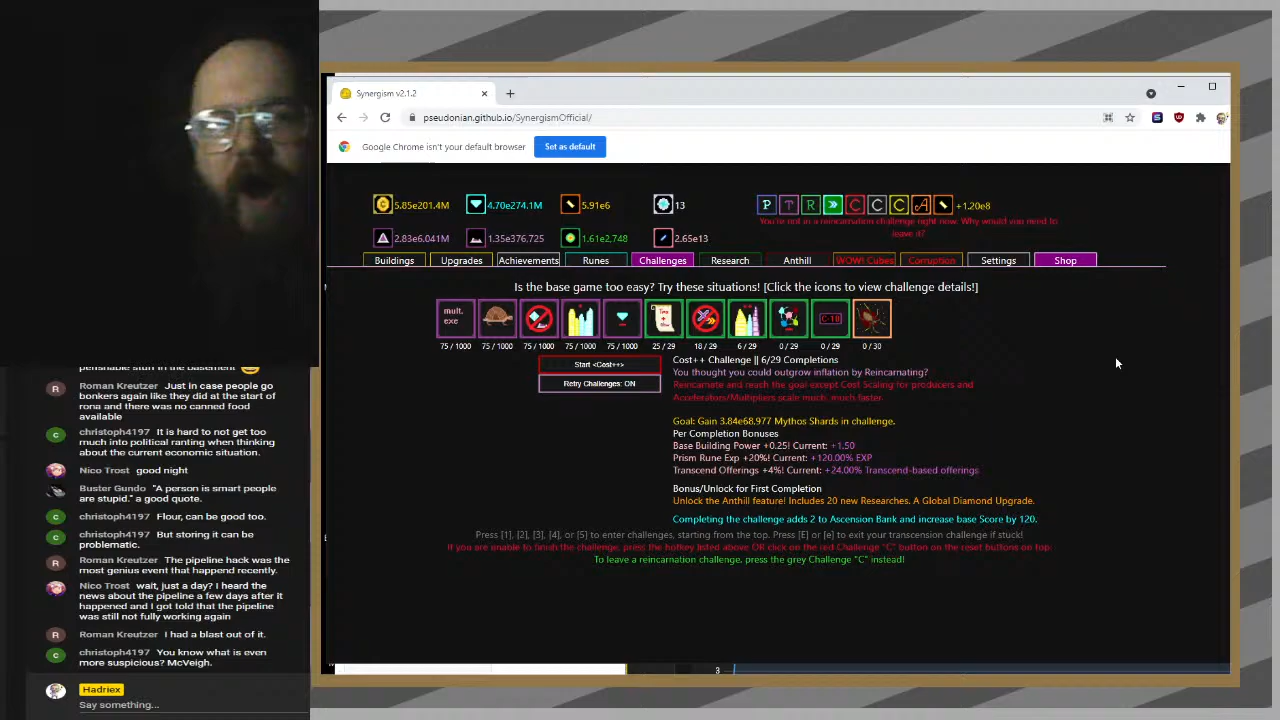 perishable stuff in the basement
Roman Kreutzer Just in case people go
bonkers again like they did at the start of
rona and there was no canned food
available
christoph4197 It is hard to not get too
much into political ranting when thinking
about the current economic situation.
Nico Trost good night
Buster Gundo "A person is smart people
are stupid." a good quote.
christoph4197 Flour, can be good too.
christoph4197 But storing it can be
problematic.
Roman Kreutzer The pipeline hack was the
most genius event that happend recently.
Nico Trost wait, just a day? I heard the
news about the pipeline a few days after it
happened and I got told that the pipeline
was still not fully working again
Roman Kreutzer I had a blast out of it.
christoph4197 You know what is even
more suspicious? McVeigh.
Hadriex
Say something...
Synergism v2.1.2
pseudonian.github.io/SynergismOfficial/
Google Chrome isn't your default browser Set as default
5.85e201.4M 4.70e274.1M 5.91e6 13 P T R C C C A +1.20e8
You're not in a reincarnation challenge right now. Why would you need to
leave it?
2.83e6.041M 1.35e376,725 1.61e2,748 2.65e13
Buildings Upgrades Achievements Runes Challenges Research Anthill WOW! Cubes Corruption Settings Shop
Is the base game too easy? Try these situations! [Click the icons to view challenge details!]
mult.
exe
C-10
75 / 1000 75 / 1000 75 / 1000 75 / 1000 75 / 1000 25 / 29 18 / 29 6 / 29 0 / 29 0 / 29 0 / 30
Start <Cost++>
Retry Challenges: ON
Cost++ Challenge || 6/29 Completions
You thought you could outgrow inflation by Reincarnating?
Reincarnate and reach the goal except Cost Scaling for producers and
Accelerators/Multipliers scale much, much faster.
Goal: Gain 3.84e68,977 Mythos Shards in challenge.
Per Completion Bonuses
Base Building Power +0.25! Current: +1.50
Prism Rune Exp +20%! Current: +120.00% EXP
Transcend Offerings +4%! Current: +24.00% Transcend-based offerings
Bonus/Unlock for First Completion
Unlock the Anthill feature! Includes 20 new Researches. A Global Diamond Upgrade.
Completing the challenge adds 2 to Ascension Bank and increase base Score by 120.
Press [1], [2], [3], [4], or [5] to enter challenges, starting from the top. Press [E] or [e] to exit your transcension challenge if stuck!
If you are unable to finish the challenge, press the hotkey listed above OR click on the red Challenge "C" button on the reset buttons on top.
To leave a reincarnation challenge, press the grey Challenge "C" instead!
3